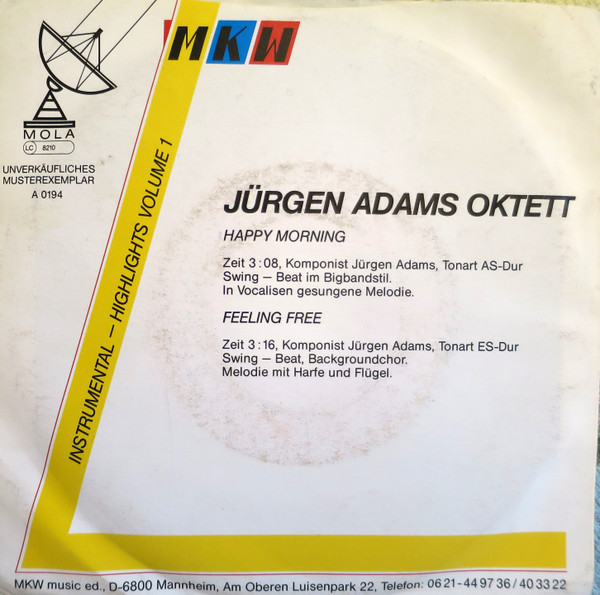 MKW
MOLA
LC 8210
UNVERKÄUFLICHES
MUSTEREXEMPLAR
A 0194
INSTRUMENTAL – HIGHLIGHTS VOLUME 1
JÜRGEN ADAMS OKTETT
HAPPY MORNING
Zeit 3:08, Komponist Jürgen Adams, Tonart AS-Dur
Swing – Beat im Bigbandstil.
In Vocalisen gesungene Melodie.
FEELING FREE
Zeit 3:16, Komponist Jürgen Adams, Tonart ES-Dur
Swing – Beat, Backgroundchor.
Melodie mit Harfe und Flügel.
MKW music ed., D-6800 Mannheim, Am Oberen Luisenpark 22, Telefon: 06 21-44 97 36 / 40 33 22